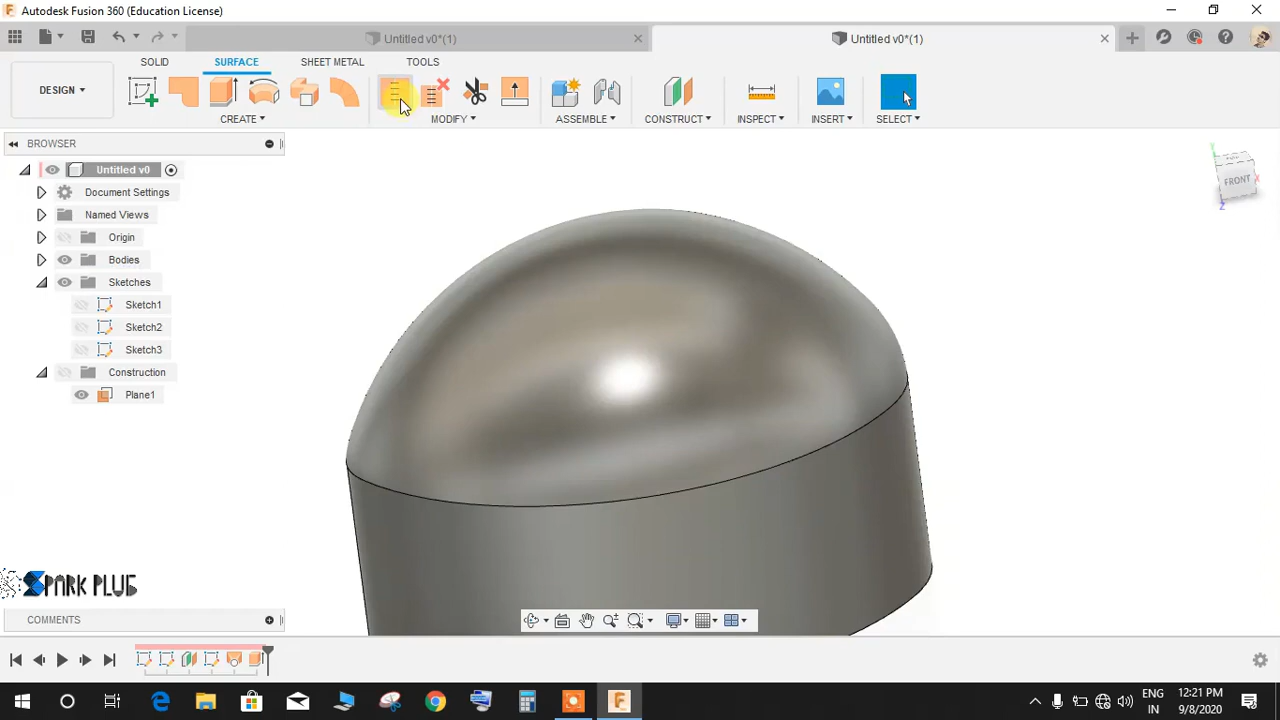 Autodesk Fusion 360 (Education License)
Untitled v0*(1)
Untitled v0*(1)
SOLID SURFACE SHEET METAL TOOLS
DESIGN
CREATE MODIFY ASSEMBLE CONSTRUCT INSPECT INSERT SELECT
BROWSER
Untitled v0
Document Settings
Named Views
Origin
Bodies
Sketches
Sketch1
Sketch2
Sketch3
Construction
Plane1
FRONT
Z
SPARK PLUG
COMMENTS
ENG
IN
12:21 PM
9/8/2020